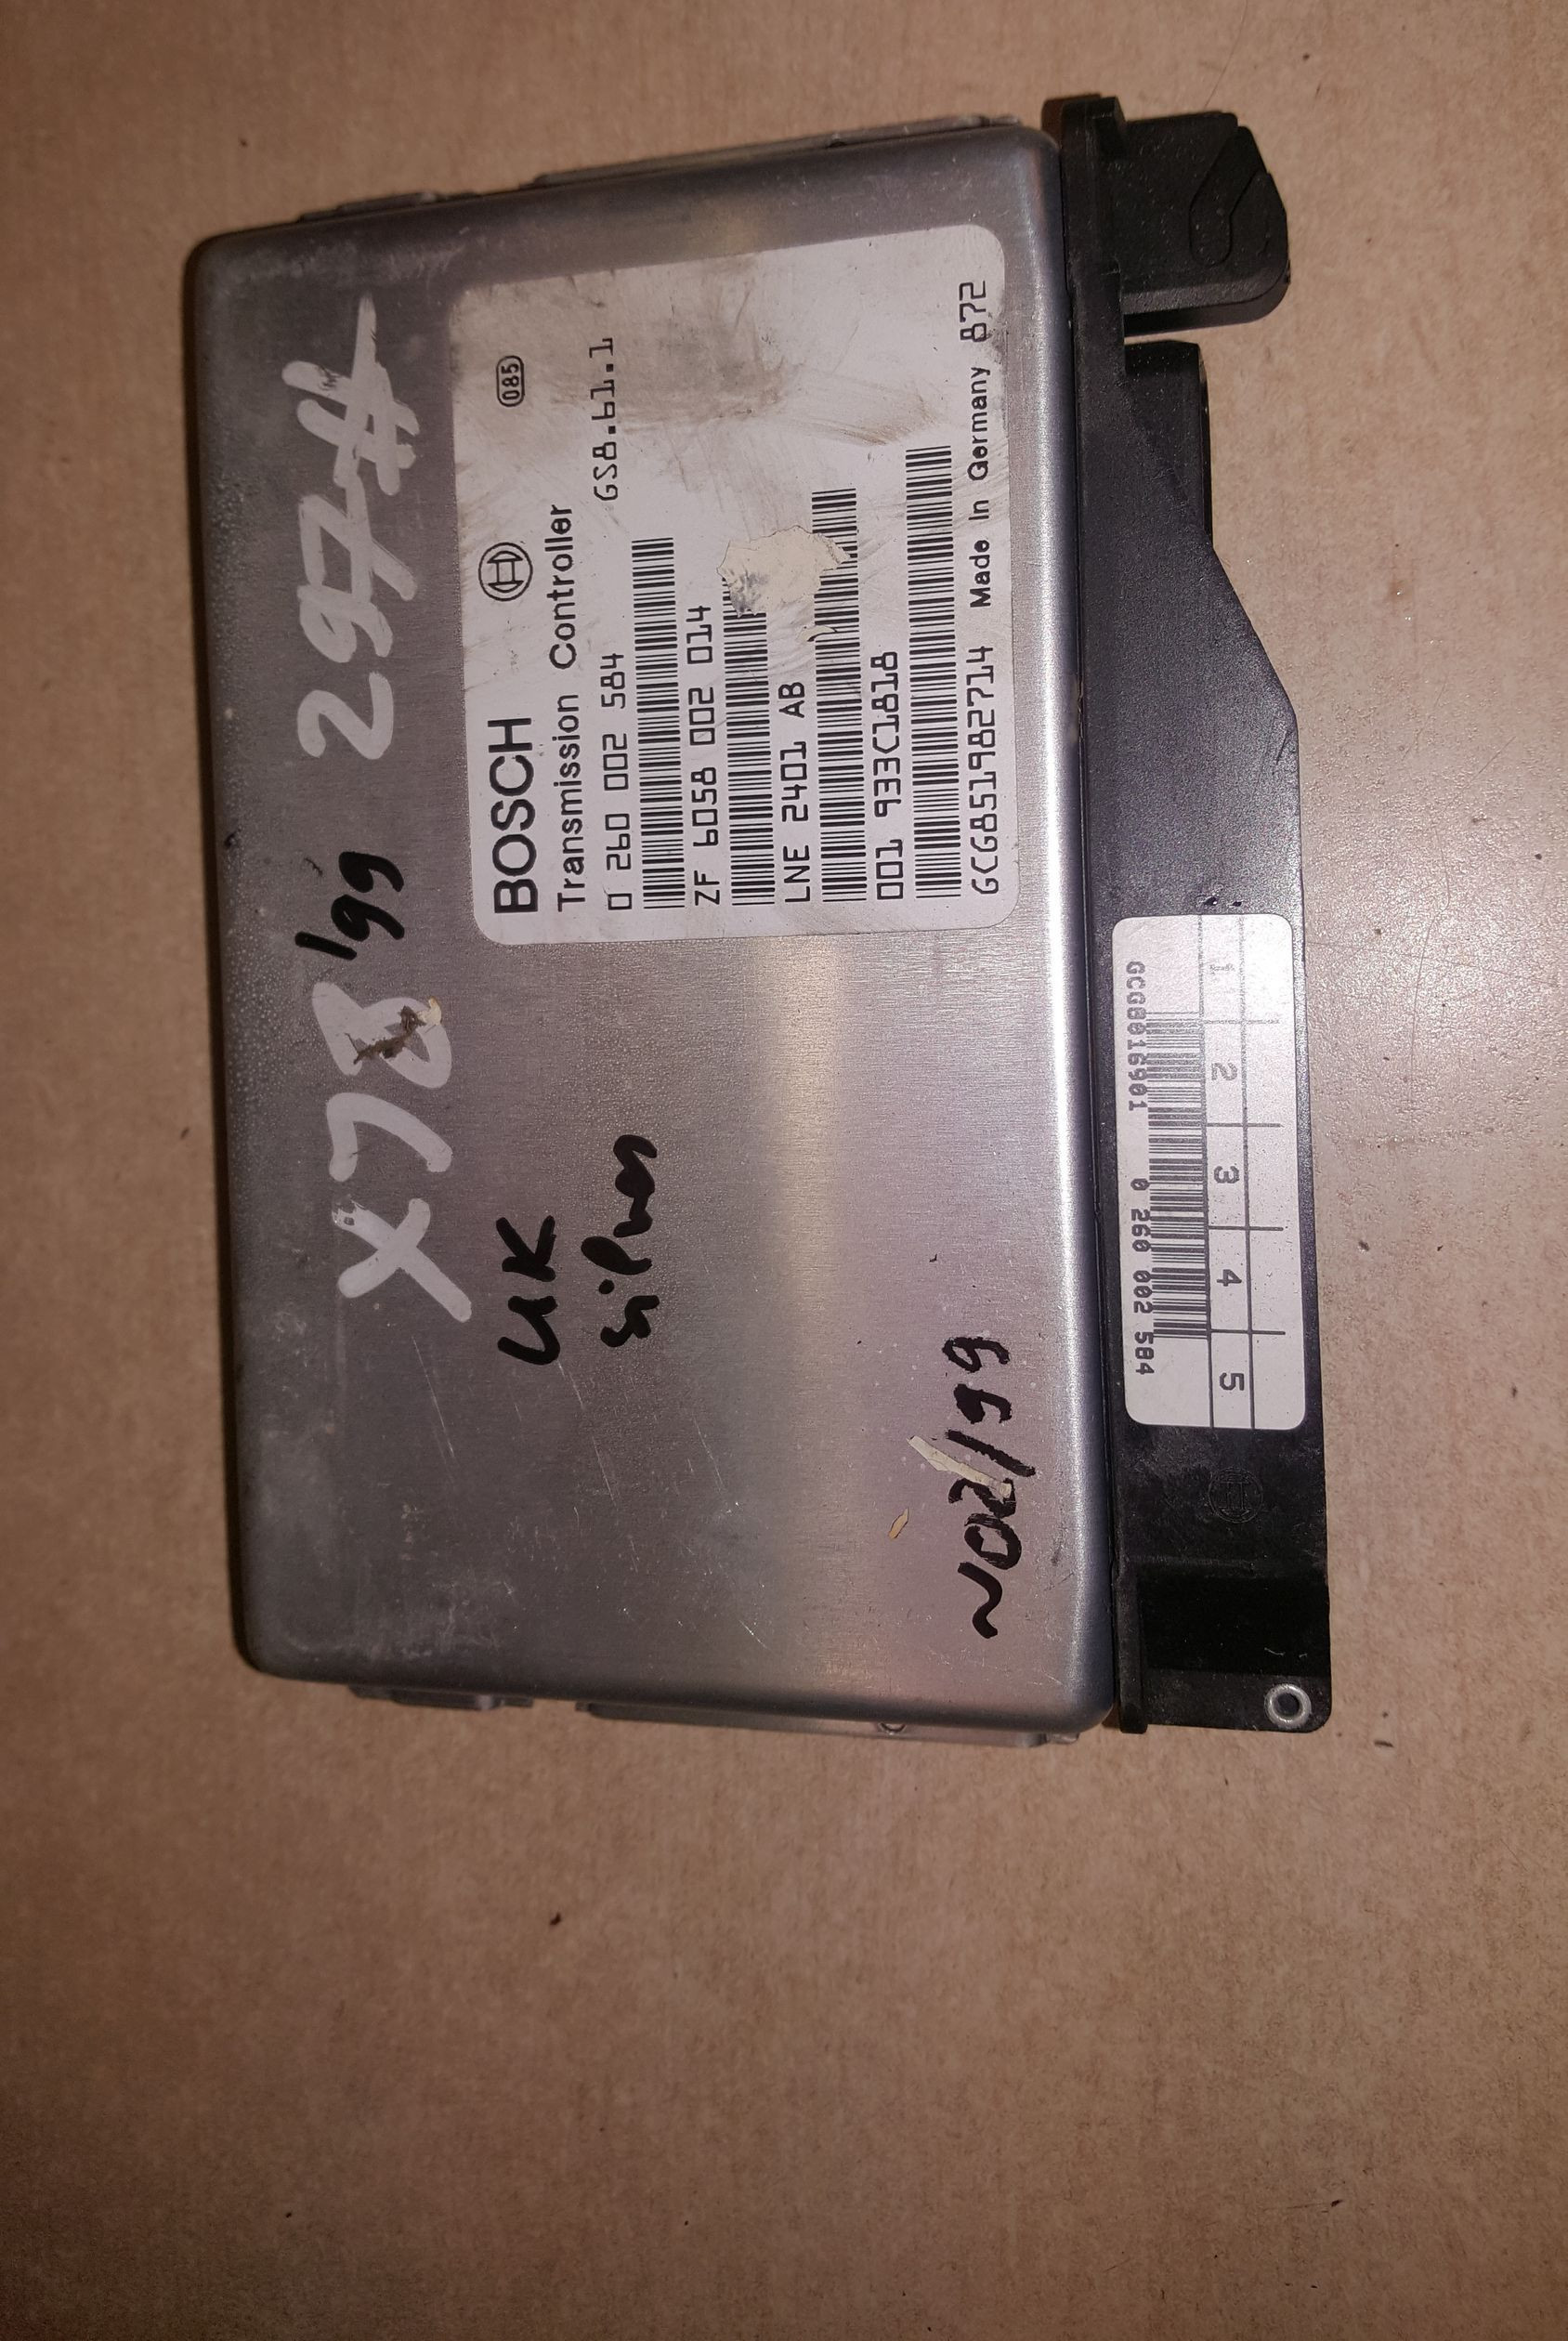 297#
X78 '99
BOSCH
085
Transmission Controller
0 260 002 584 GS8.61.1
ZF 6058 002 014
LNE 2401 AB
001 933C1818
GCG851982714 Made In Germany 872
UK
N02/99
1 2 3 4 5
GCG8016901 0 260 002 584